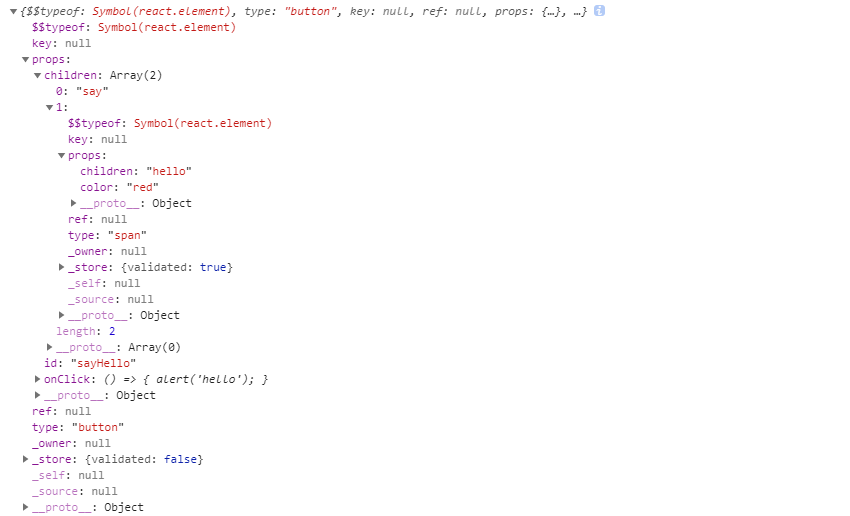 ▼{$$typeof: Symbol(react.element), type: "button", key: null, ref: null, props: {…}, …} i
$$typeof: Symbol(react.element)
key: null
▼props:
▼children: Array(2)
0: "say"
▼1:
$$typeof: Symbol(react.element)
key: null
▼props:
children: "hello"
color: "red"
▶__proto__: Object
ref: null
type: "span"
_owner: null
▶_store: {validated: true}
_self: null
_source: null
▶__proto__: Object
length: 2
▶__proto__: Array(0)
id: "sayHello"
▶onClick: () => { alert('hello'); }
▶__proto__: Object
ref: null
type: "button"
_owner: null
▶_store: {validated: false}
_self: null
_source: null
▶__proto__: Object